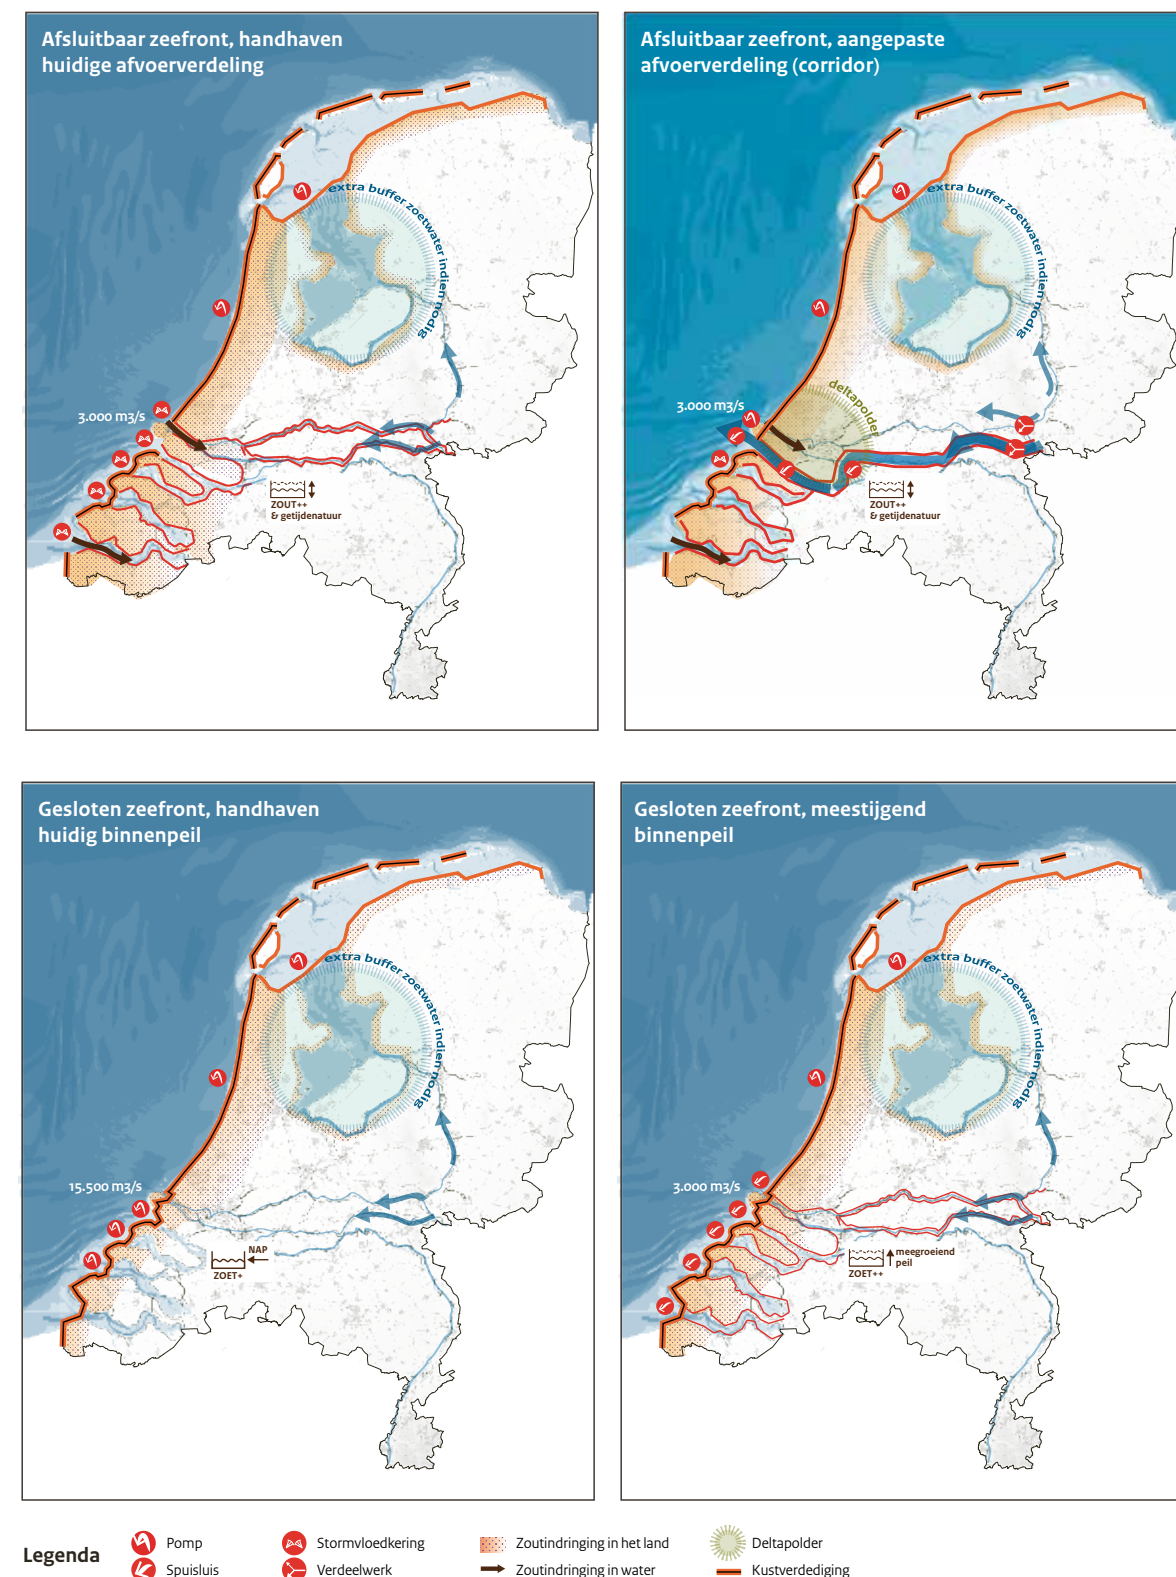 Afsluitbaar zeefront, handhaven
huidige afvoerverdeling
extra buffer zoetwater indien nodig
3.000 m3/s
ZOUT++
& getijdenatuur
Afsluitbaar zeefront, aangepaste
afvoerverdeling (corridor)
extra buffer zoetwater indien nodig
deltapolder
3.000 m3/s
ZOUT++
& getijdenatuur
Gesloten zeefront, handhaven
huidig binnenpeil
extra buffer zoetwater indien nodig
15.500 m3/s
NAP
ZOET+
Gesloten zeefront, meestijgend
binnenpeil
extra buffer zoetwater indien nodig
3.000 m3/s
meegroeiend
peil
ZOET++
Legenda
Pomp
Stormvloedkering
Zoutindringing in het land
Deltapolder
Spuisluis
Verdeelwerk
Zoutindringing in water
Kustverdediging